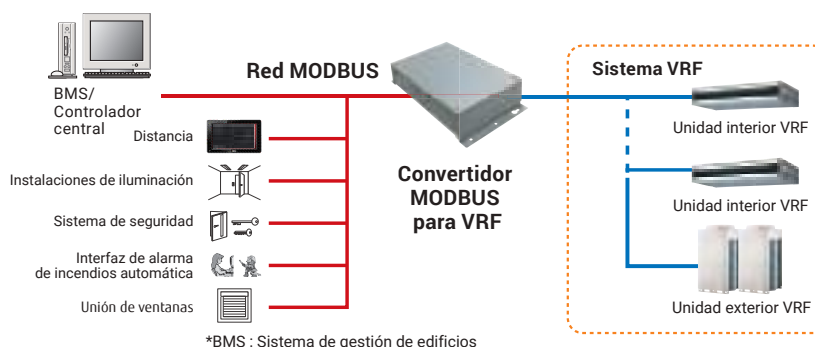 Red MODBUS
Sistema VRF
BMS/
Controlador
central
Distancia
Instalaciones de iluminación
Sistema de seguridad
Interfaz de alarma
de incendios automática
Unión de ventanas
Convertidor
MODBUS
para VRF
Unidad interior VRF
Unidad interior VRF
Unidad exterior VRF
*BMS : Sistema de gestión de edificios